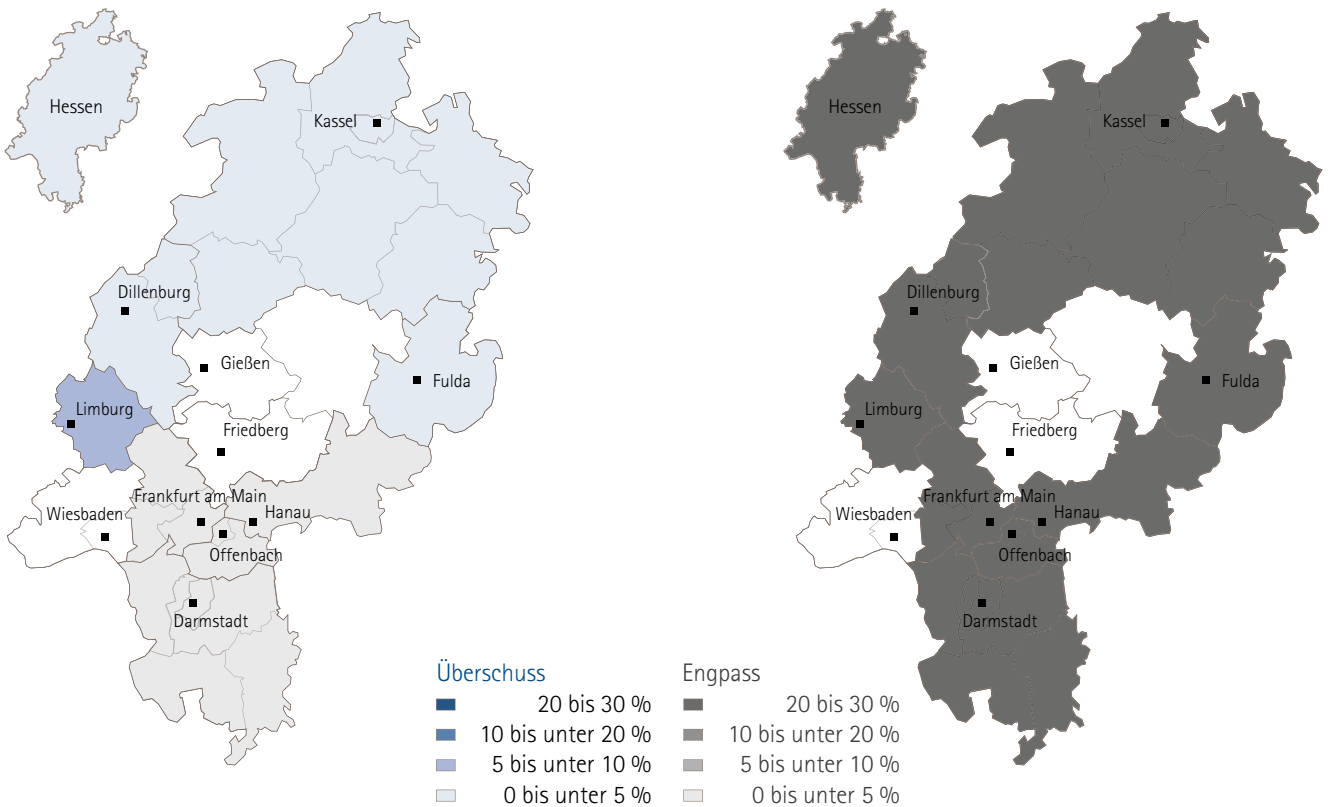 Hessen
Kassel
Dillenburg
Gießen
Fulda
Limburg
Friedberg
Frankfurt am Main
Wiesbaden
Hanau
Offenbach
Darmstadt
Hessen
Kassel
Dillenburg
Gießen
Fulda
Limburg
Friedberg
Frankfurt am Main
Wiesbaden
Hanau
Offenbach
Darmstadt
Überschuss
20 bis 30 %
10 bis unter 20 %
5 bis unter 10 %
0 bis unter 5 %
Engpass
20 bis 30 %
10 bis unter 20 %
5 bis unter 10 %
0 bis unter 5 %